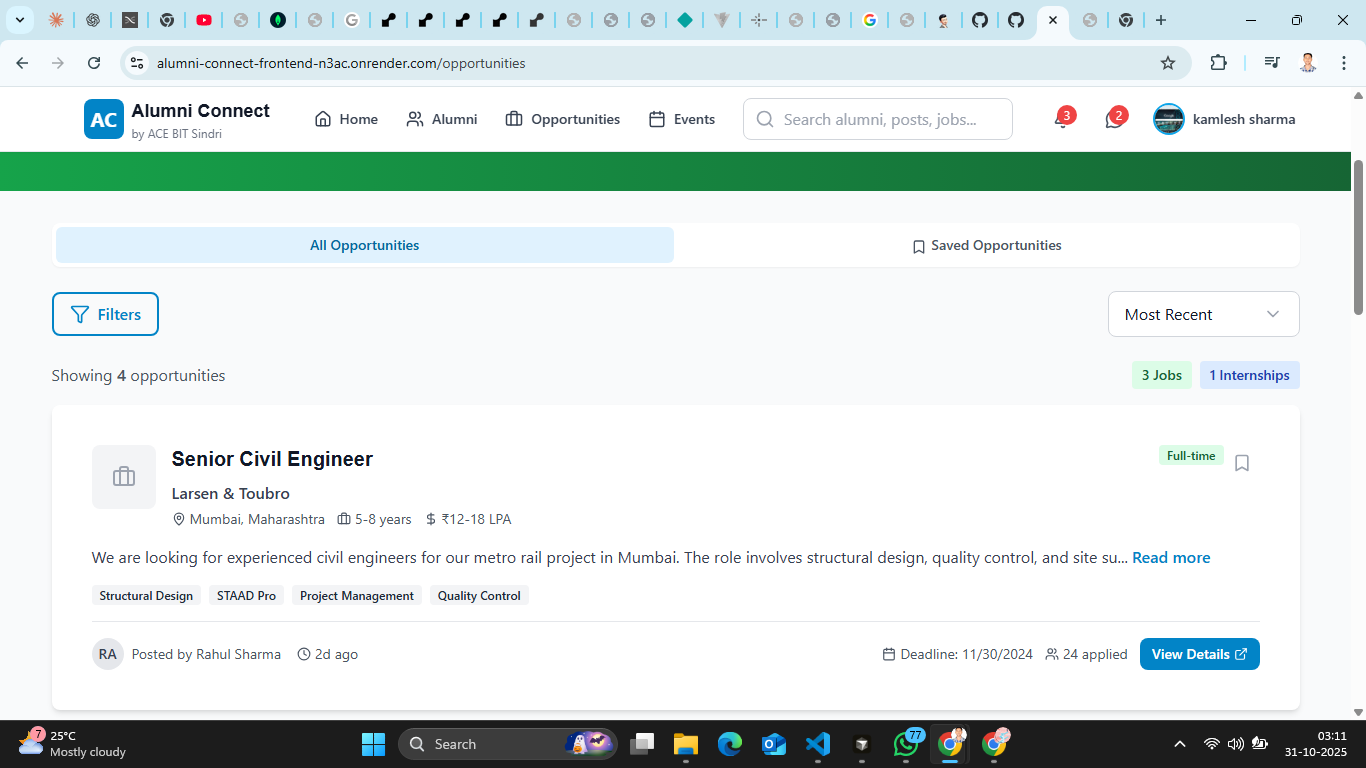 alumni-connect-frontend-n3ac.onrender.com/opportunities
AC
Alumni Connect
by ACE BIT Sindri
Home
Alumni
Opportunities
Events
Search alumni, posts, jobs...
3
2
kamlesh sharma
All Opportunities
Saved Opportunities
Filters
Most Recent
Showing 4 opportunities
3 Jobs
1 Internships
Senior Civil Engineer
Full-time
Larsen & Toubro
Mumbai, Maharashtra
5-8 years
$ ₹12-18 LPA
We are looking for experienced civil engineers for our metro rail project in Mumbai. The role involves structural design, quality control, and site su... Read more
Structural Design
STAAD Pro
Project Management
Quality Control
RA
Posted by Rahul Sharma
2d ago
Deadline: 11/30/2024
24 applied
View Details
7
25°C
Mostly cloudy
Search
77
03:11
31-10-2025